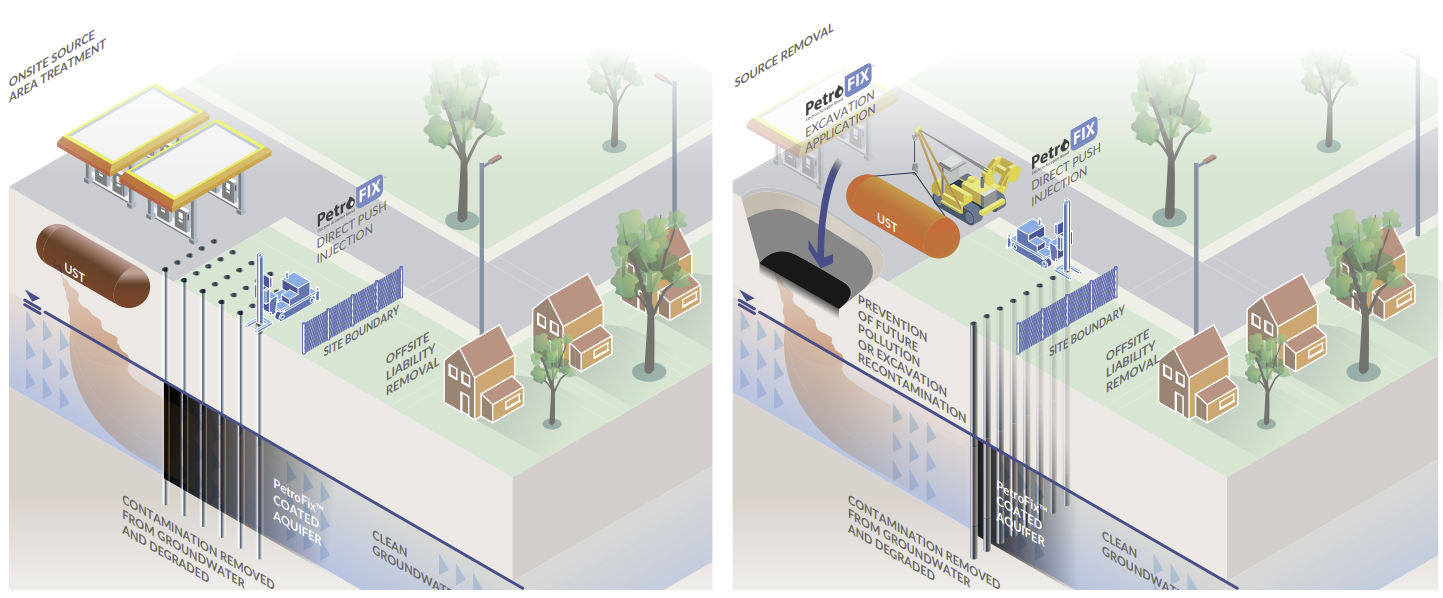 ONSITE SOURCE
AREA TREATMENT
PetroFIX
DIRECT PUSH
INJECTION
UST
SITE BOUNDARY
OFFSITE
LIABILITY
REMOVAL
PetroFix™
COATED
AQUIFER
CONTAMINATION REMOVED
FROM GROUNDWATER
AND DEGRADED
CLEAN
GROUNDWAT
SOURCE REMOVAL
PetroFIX
EXCAVATION
APPLICATION
PetroFIX
DIRECT PUSH
INJECTION
UST
PREVENTION
OF FUTURE
POLLUTION
OR EXCAVATION
RECONTAMINATION
SITE BOUNDARY
OFFSITE
LIABILITY
REMOVAL
PetroFix™
COATED
AQUIFER
CONTAMINATION REMOVED
FROM GROUNDWATER
AND DEGRADED
CLEAN
GROUNDWAT